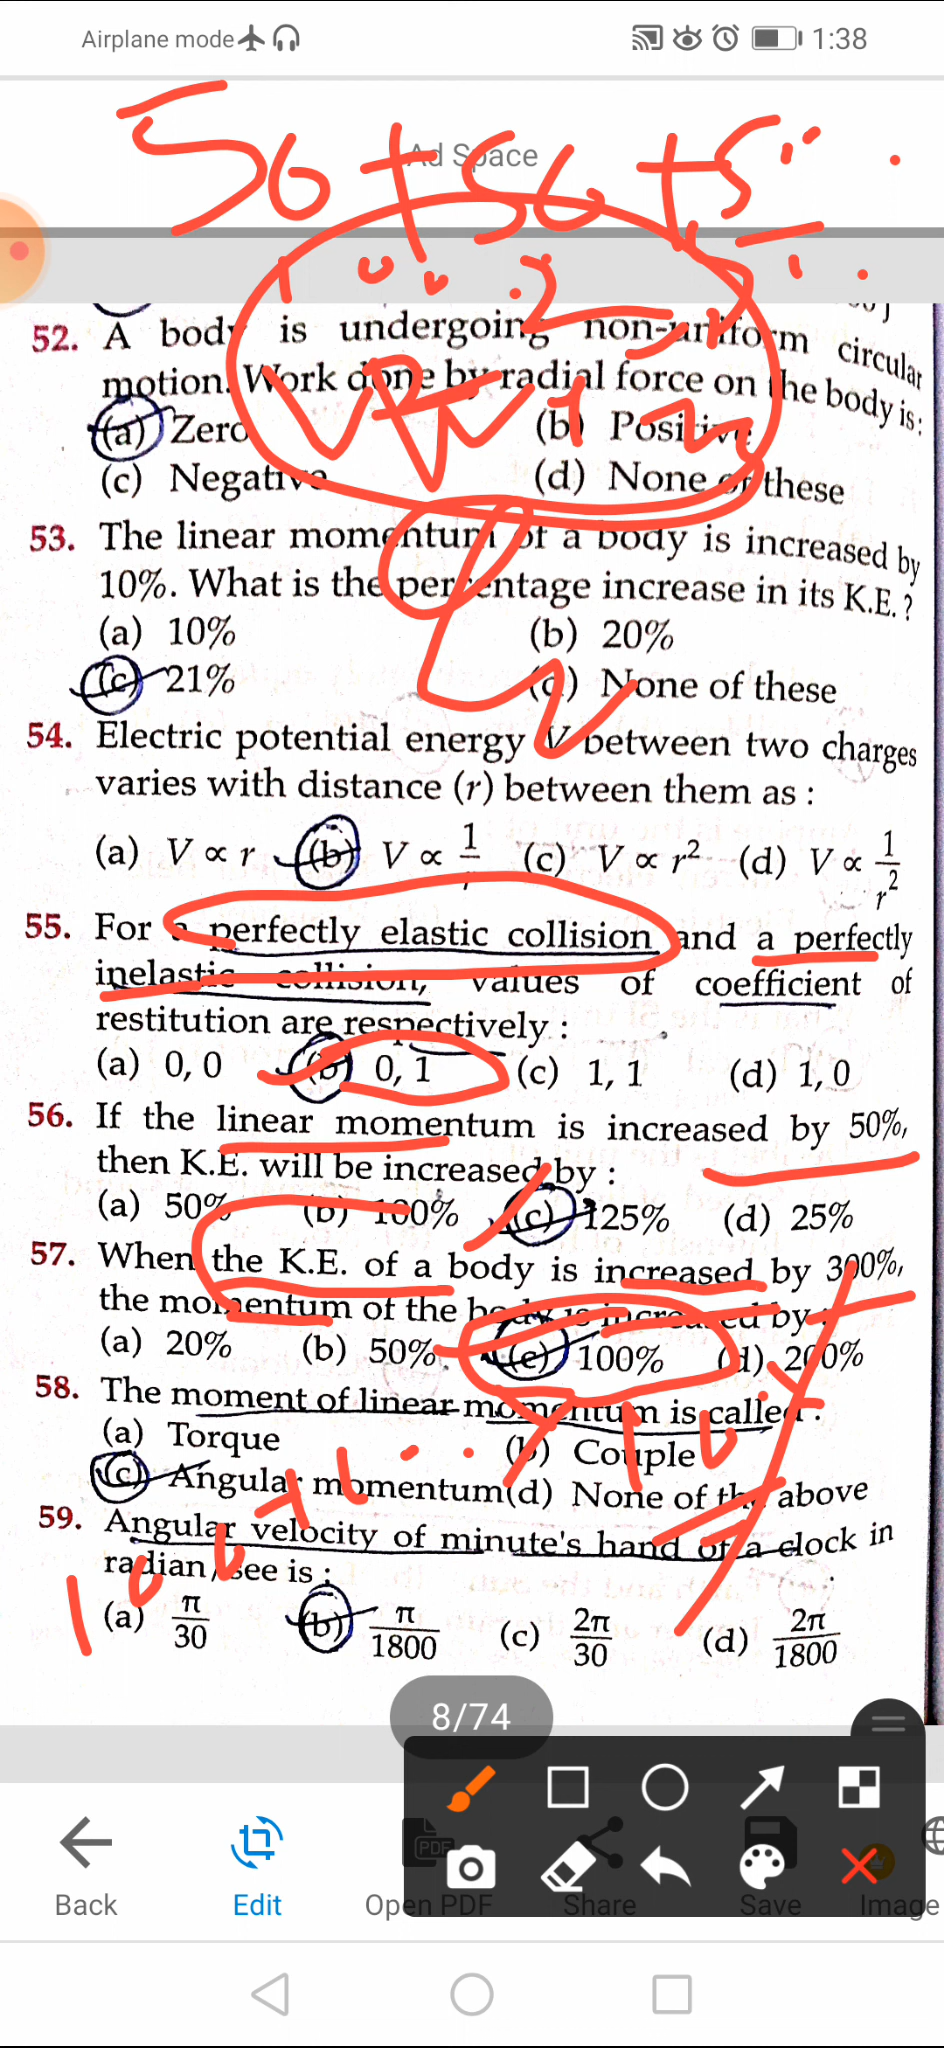 Airplane mode 1:38
Ad Space
56 + 56 + 5
52. A body is undergoing non-uniform circular
motion. Work done by radial force on the body is:
(a) Zero (b) Positive
(c) Negative (d) None of these
53. The linear momentum of a body is increased by
10%. What is the percentage increase in its K.E.?
(a) 10% (b) 20%
(c) 21% (d) None of these
54. Electric potential energy V between two charges
varies with distance (r) between them as :
(a) V ∝ r (b) V ∝ 1/r (c) V ∝ r² (d) V ∝ 1/r²
55. For a perfectly elastic collision and a perfectly
inelastic collision, values of coefficient of
restitution are respectively :
(a) 0, 0 (b) 0, 1 (c) 1, 1 (d) 1, 0
56. If the linear momentum is increased by 50%,
then K.E. will be increased by :
(a) 50% (b) 100% (c) 125% (d) 25%
57. When the K.E. of a body is increased by 300%,
the momentum of the body is increased by :
(a) 20% (b) 50% (c) 100% (d) 200%
58. The moment of linear momentum is called :
(a) Torque (b) Couple
(c) Angular momentum (d) None of the above
59. Angular velocity of minute's hand of a clock in
radian/see is :
(a) π/30 (b) π/1800 (c) 2π/30 (d) 2π/1800
8/74
Back Edit Open PDF Share Save Image